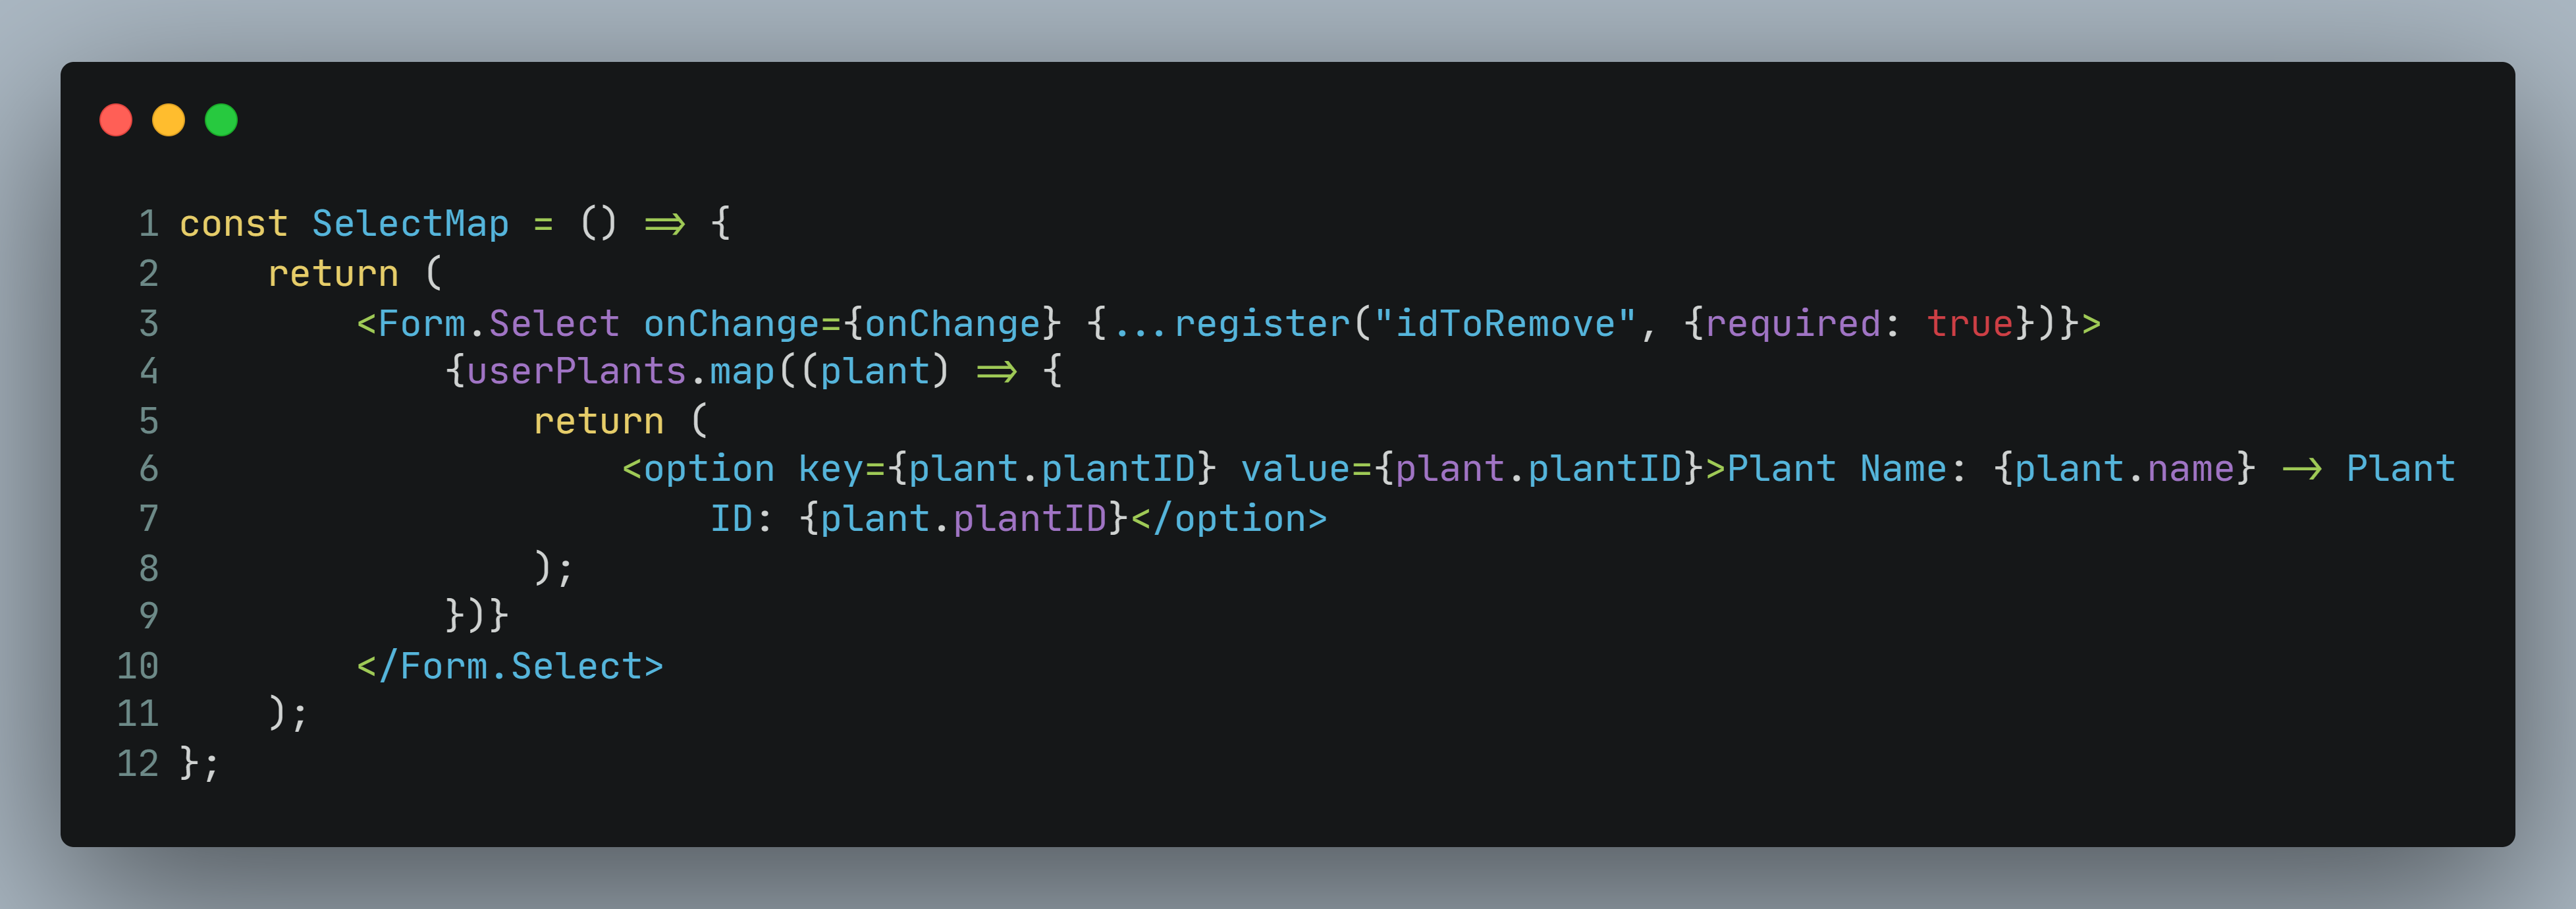 1 const SelectMap = () => {
2     return (
3         <Form.Select onChange={onChange} {...register("idToRemove", {required: true})}>
4             {userPlants.map((plant) => {
5                 return (
6                     <option key={plant.plantID} value={plant.plantID}>Plant Name: {plant.name} -> Plant
7                         ID: {plant.plantID}</option>
8                 );
9             })}
10         </Form.Select>
11     );
12 };